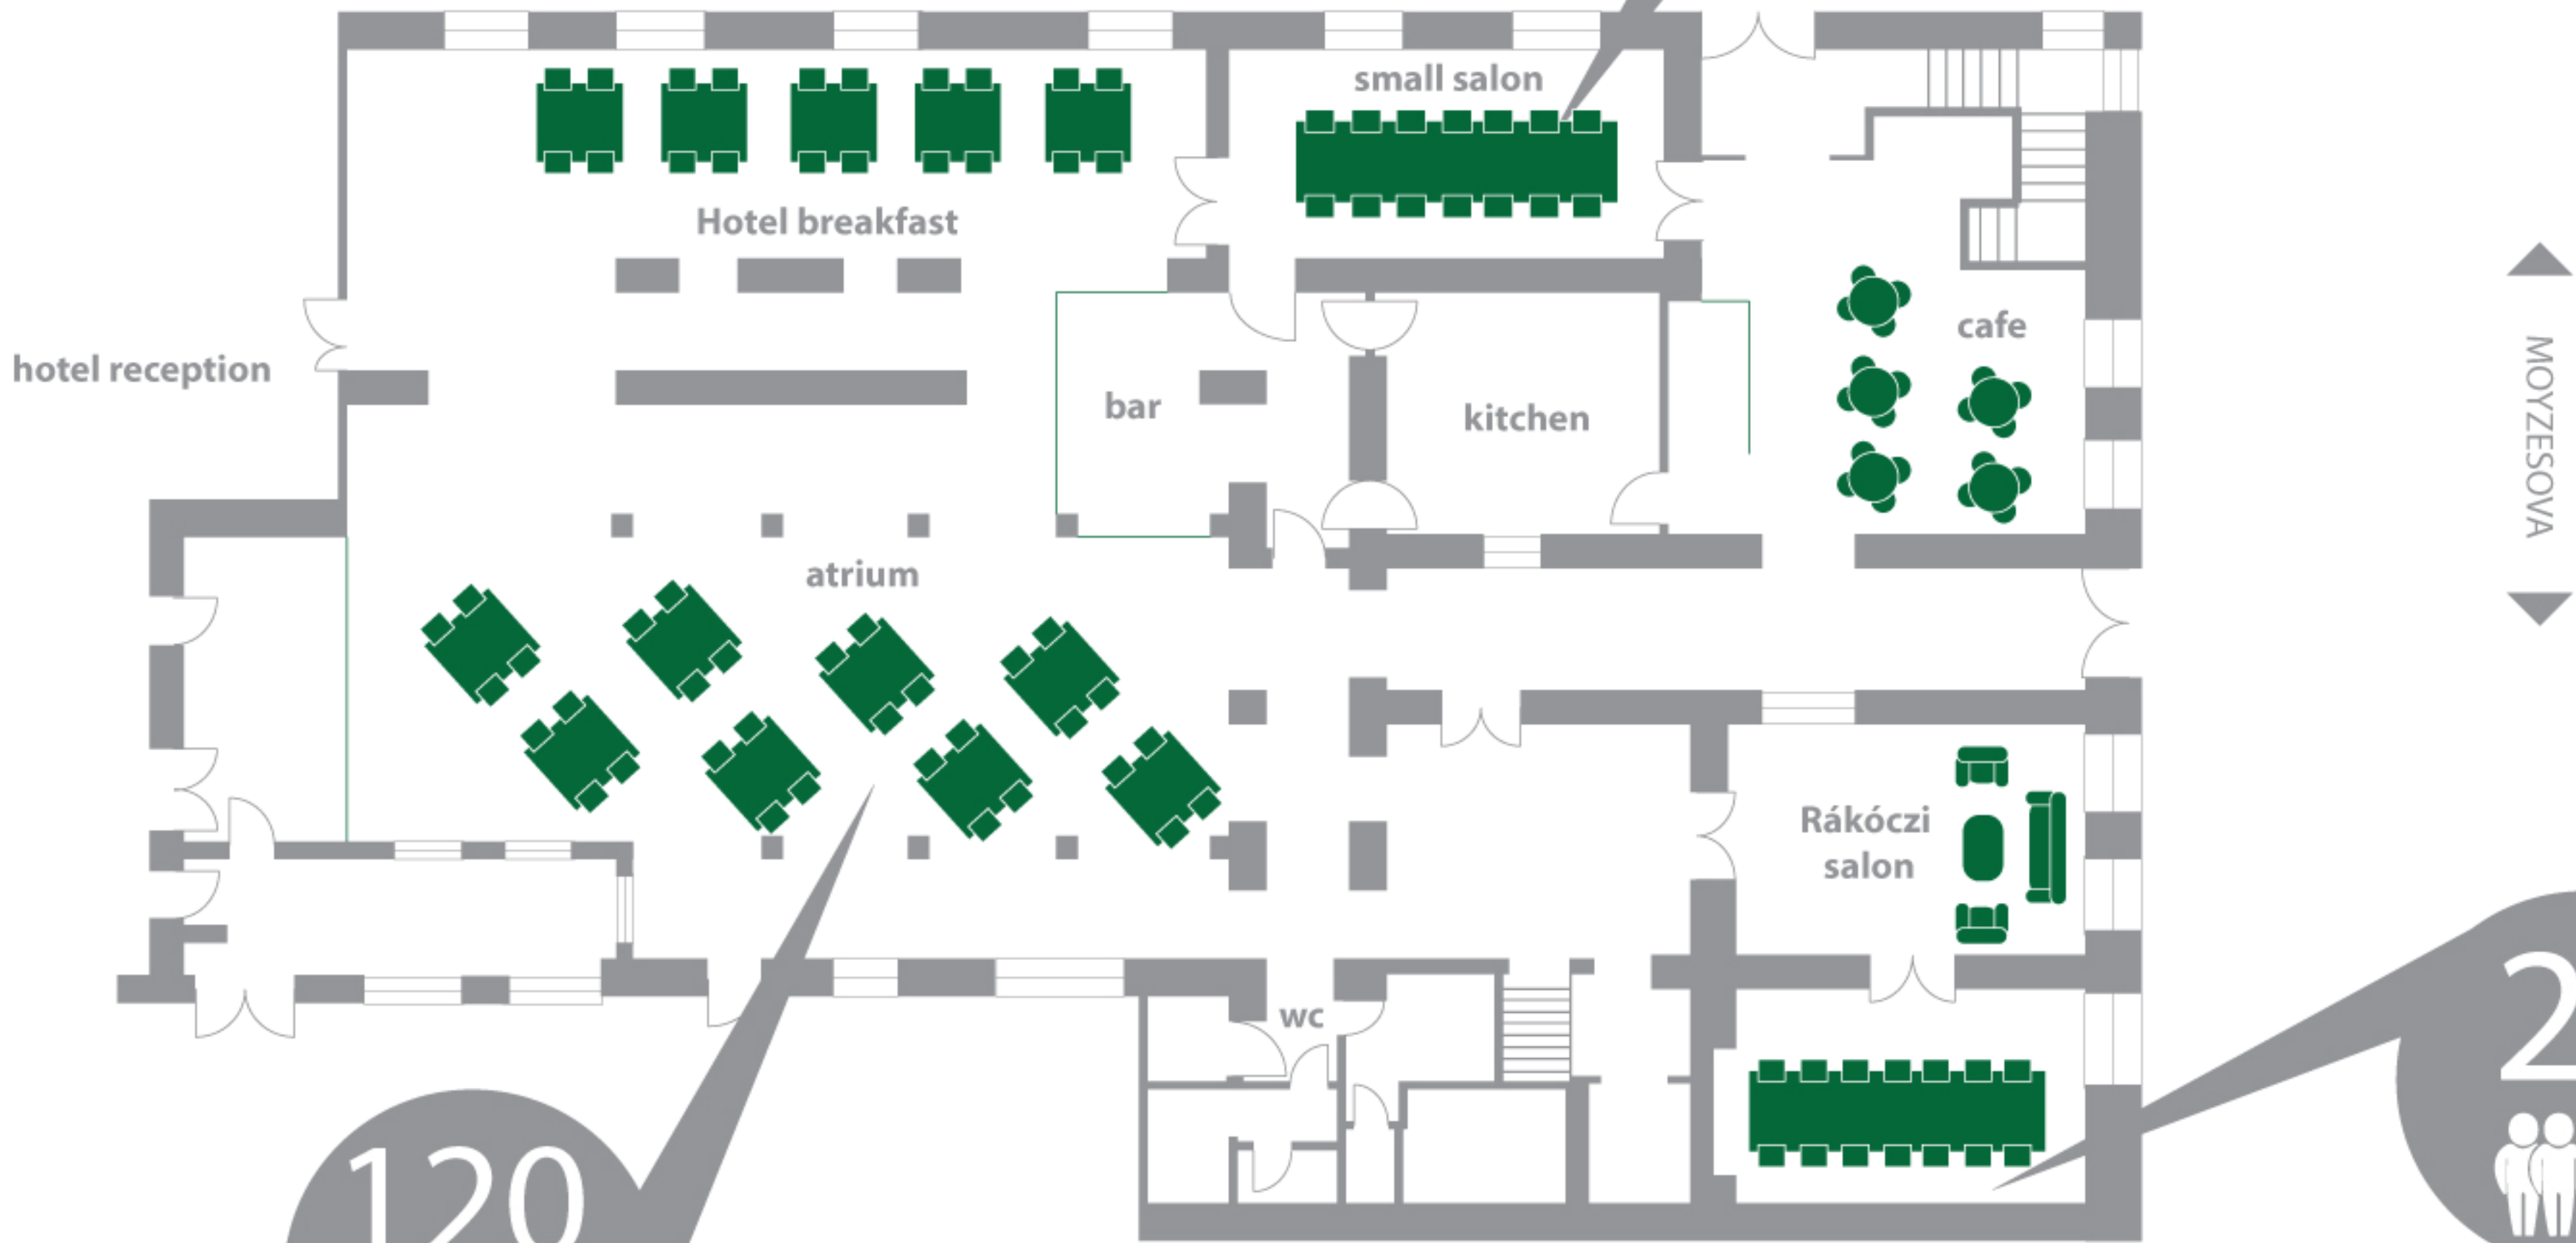 small salon
Hotel breakfast
cafe
hotel reception
bar
kitchen
MOYZESOVA
atrium
Rákóczi
salon
wc
120
2